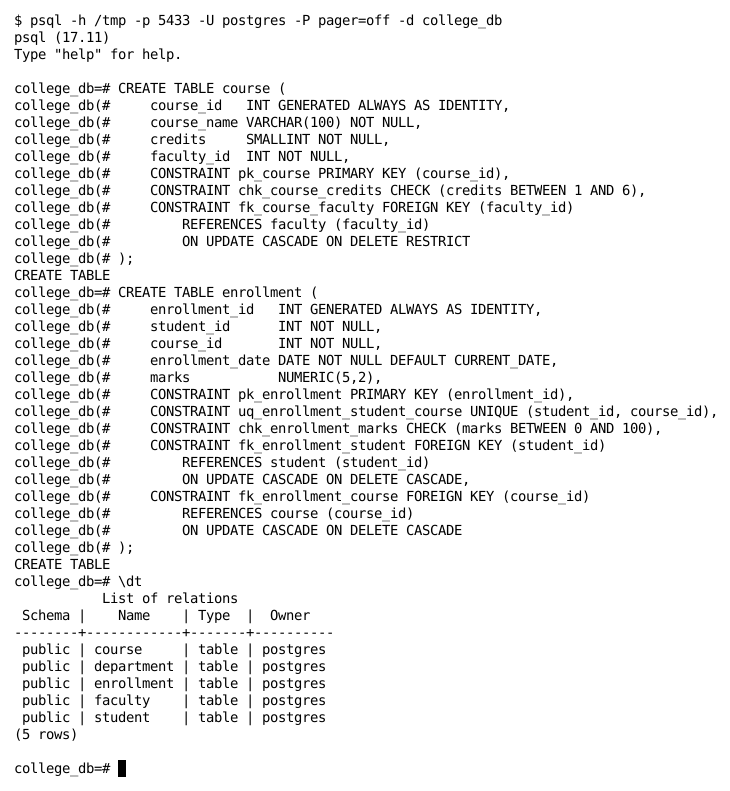 $ psql -h /tmp -p 5433 -U postgres -P pager=off -d college_db
psql (17.11)
Type "help" for help.

college_db=# CREATE TABLE course (
college_db(#     course_id   INT GENERATED ALWAYS AS IDENTITY,
college_db(#     course_name VARCHAR(100) NOT NULL,
college_db(#     credits     SMALLINT NOT NULL,
college_db(#     faculty_id  INT NOT NULL,
college_db(#     CONSTRAINT pk_course PRIMARY KEY (course_id),
college_db(#     CONSTRAINT chk_course_credits CHECK (credits BETWEEN 1 AND 6),
college_db(#     CONSTRAINT fk_course_faculty FOREIGN KEY (faculty_id)
college_db(#         REFERENCES faculty (faculty_id)
college_db(#         ON UPDATE CASCADE ON DELETE RESTRICT
college_db(# );
CREATE TABLE
college_db=# CREATE TABLE enrollment (
college_db(#     enrollment_id   INT GENERATED ALWAYS AS IDENTITY,
college_db(#     student_id      INT NOT NULL,
college_db(#     course_id       INT NOT NULL,
college_db(#     enrollment_date DATE NOT NULL DEFAULT CURRENT_DATE,
college_db(#     marks           NUMERIC(5,2),
college_db(#     CONSTRAINT pk_enrollment PRIMARY KEY (enrollment_id),
college_db(#     CONSTRAINT uq_enrollment_student_course UNIQUE (student_id, course_id),
college_db(#     CONSTRAINT chk_enrollment_marks CHECK (marks BETWEEN 0 AND 100),
college_db(#     CONSTRAINT fk_enrollment_student FOREIGN KEY (student_id)
college_db(#         REFERENCES student (student_id)
college_db(#         ON UPDATE CASCADE ON DELETE CASCADE,
college_db(#     CONSTRAINT fk_enrollment_course FOREIGN KEY (course_id)
college_db(#         REFERENCES course (course_id)
college_db(#         ON UPDATE CASCADE ON DELETE CASCADE
college_db(# );
CREATE TABLE
college_db=# \dt
           List of relations
 Schema |    Name    | Type  |  Owner
--------+------------+-------+----------
 public | course     | table | postgres
 public | department | table | postgres
 public | enrollment | table | postgres
 public | faculty    | table | postgres
 public | student    | table | postgres
(5 rows)

college_db=#